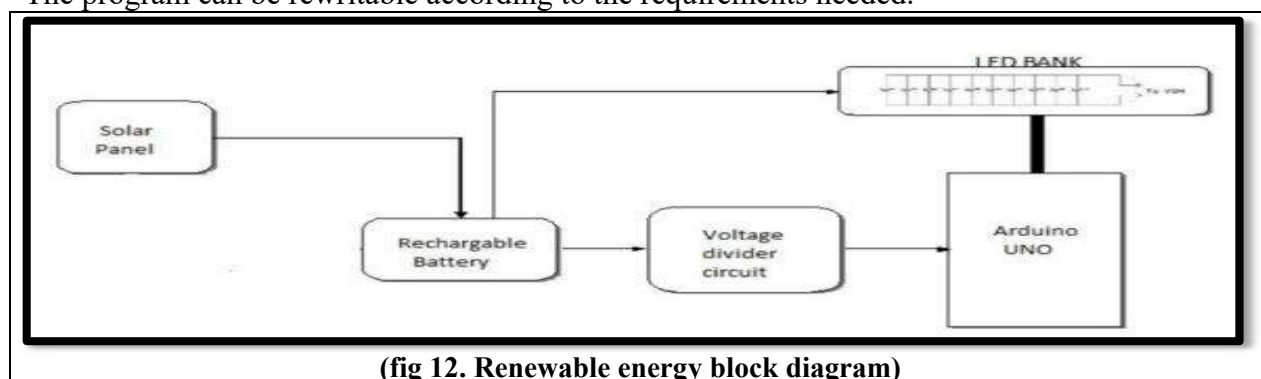 The program can be rewritable according to the requirements needed.
LED BANK
Solar
Panel
Rechargable
Battery
Voltage
divider
circuit
Arduino
UNO
(fig 12. Renewable energy block diagram)